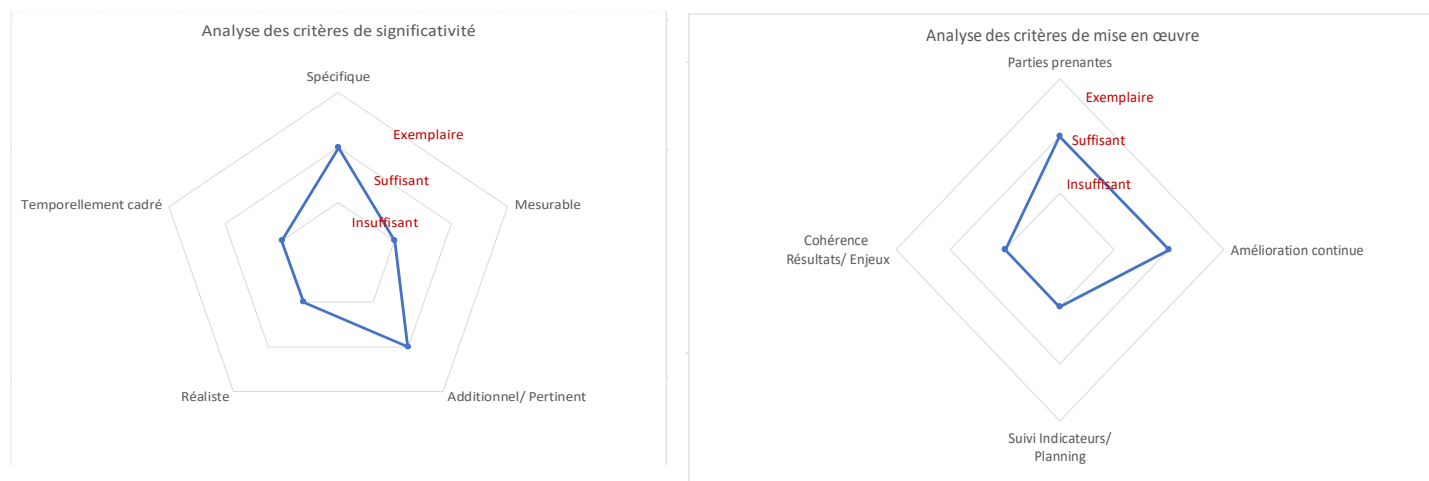 Analyse des critères de significativité
Spécifique
Exemplaire
Suffisant
Temporellement cadré
Mesurable
Insuffisant
Réaliste
Additionnel/ Pertinent
Analyse des critères de mise en œuvre
Parties prenantes
Exemplaire
Suffisant
Insuffisant
Cohérence
Résultats/ Enjeux
Amélioration continue
Suivi Indicateurs/
Planning